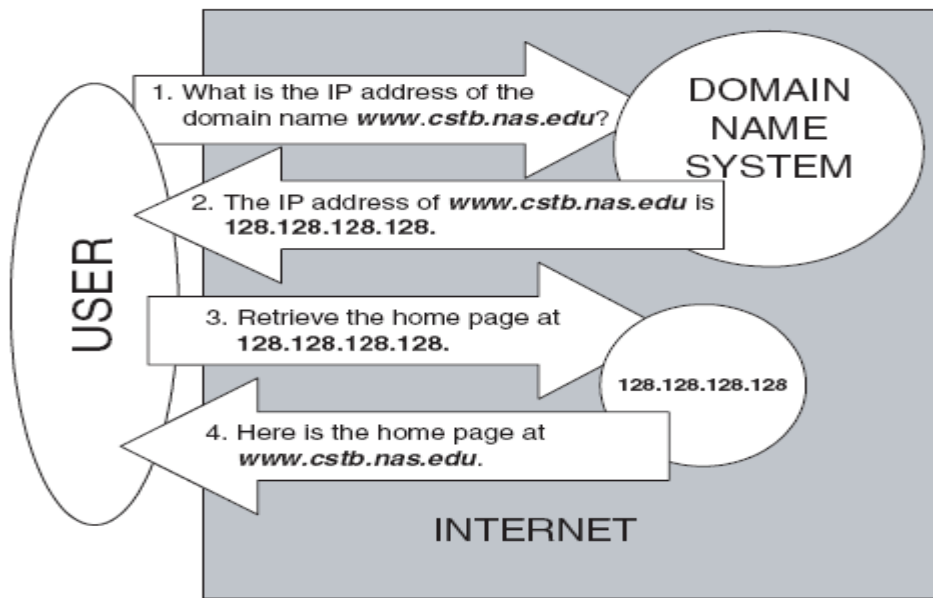 1. What is the IP address of the
domain name www.cstb.nas.edu?
DOMAIN
NAME
SYSTEM
2. The IP address of www.cstb.nas.edu is
128.128.128.128.
USER
3. Retrieve the home page at
128.128.128.128.
128.128.128.128
4. Here is the home page at
www.cstb.nas.edu.
INTERNET